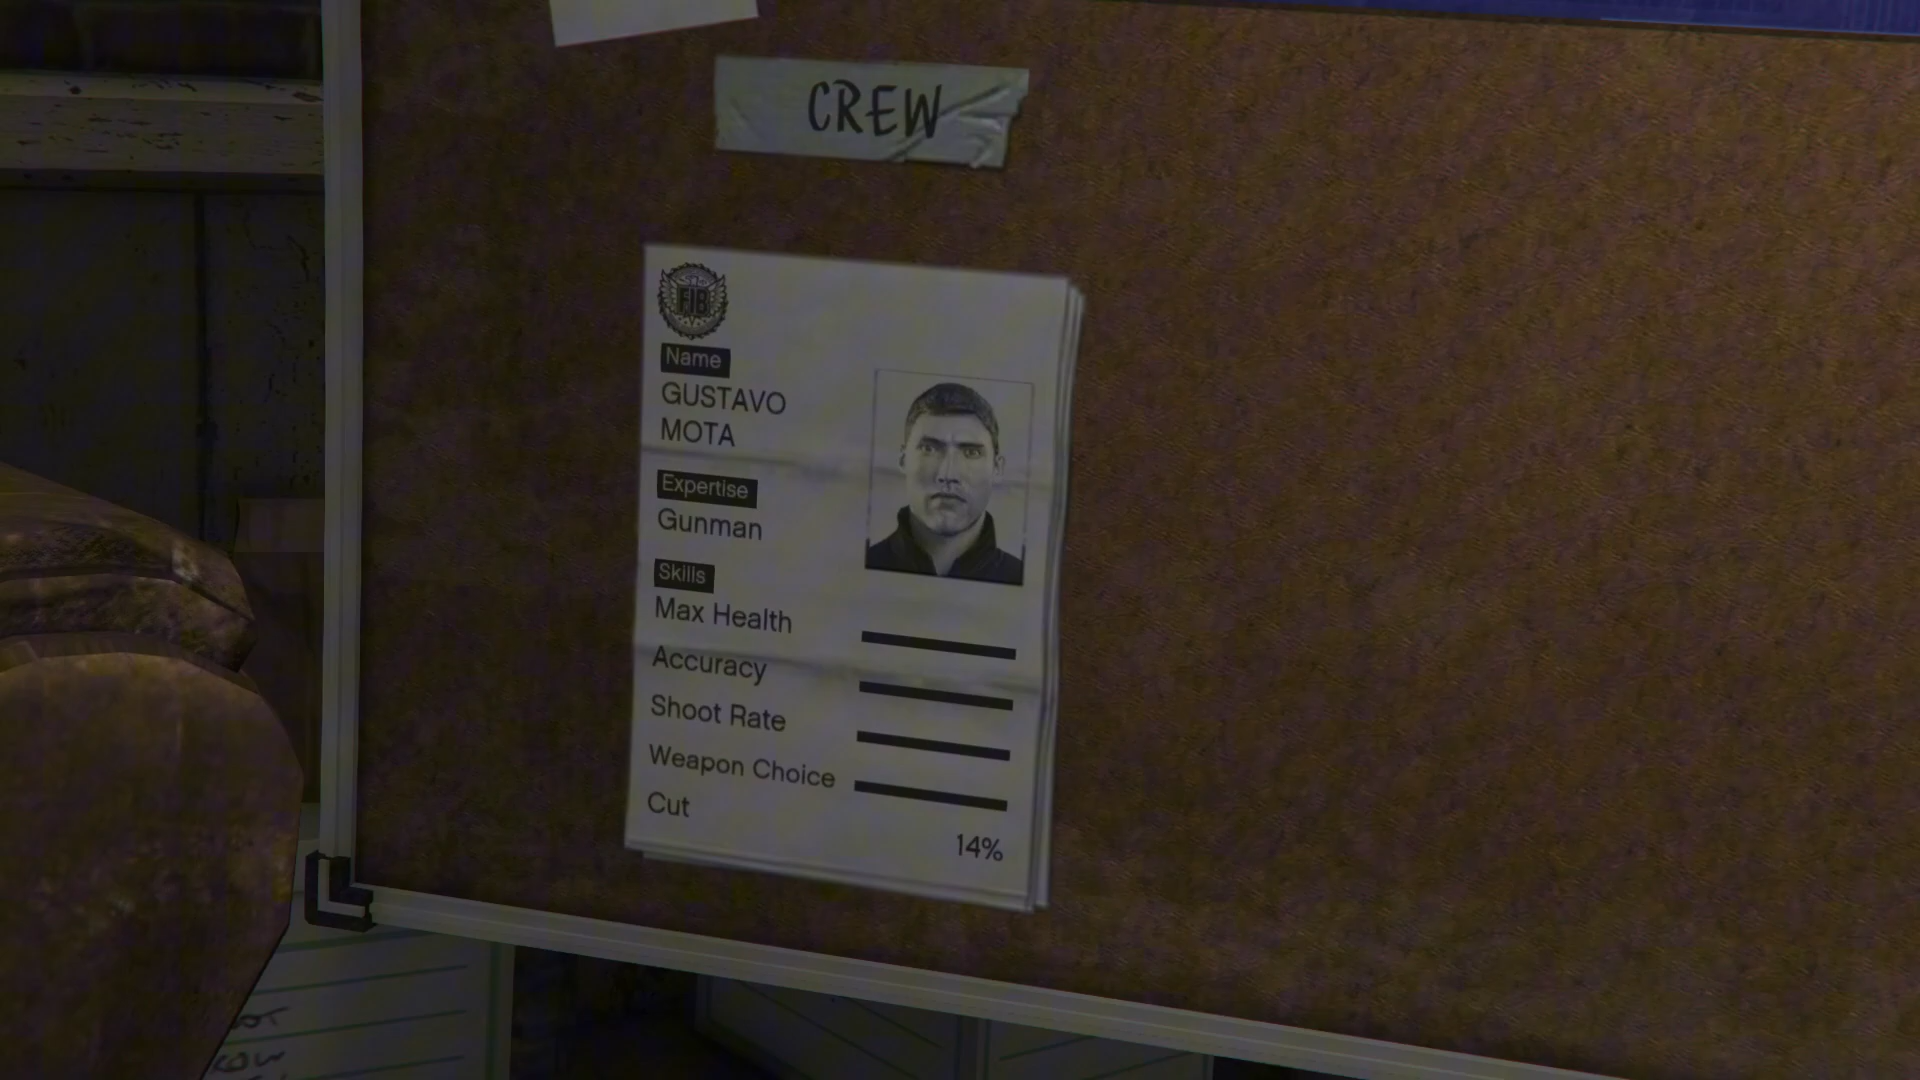 CREW
FIB
Name
GUSTAVO
MOTA
Expertise
Gunman
Skills
Max Health
Accuracy
Shoot Rate
Weapon Choice
Cut
14%